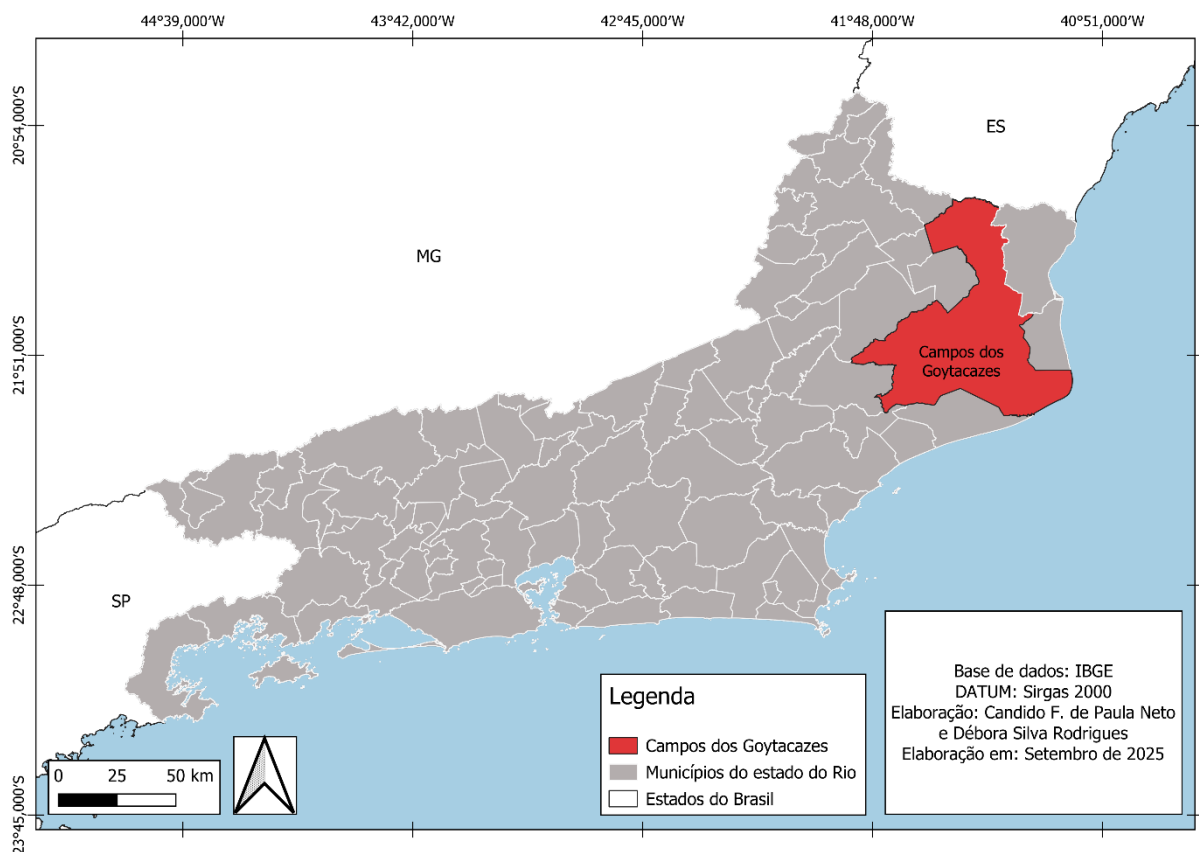 44°39,000'W 43°42,000'W 42°45,000'W 41°48,000'W 40°51,000'W
20°54,000'S
ES
MG
21°51,000'S
Campos dos
Goytacazes
22°48,000'S
SP
23°45,000'S
0 25 50 km
Legenda
Campos dos Goytacazes
Municípios do estado do Rio
Estados do Brasil
Base de dados: IBGE
DATUM: Sirgas 2000
Elaboração: Candido F. de Paula Neto
e Débora Silva Rodrigues
Elaboração em: Setembro de 2025